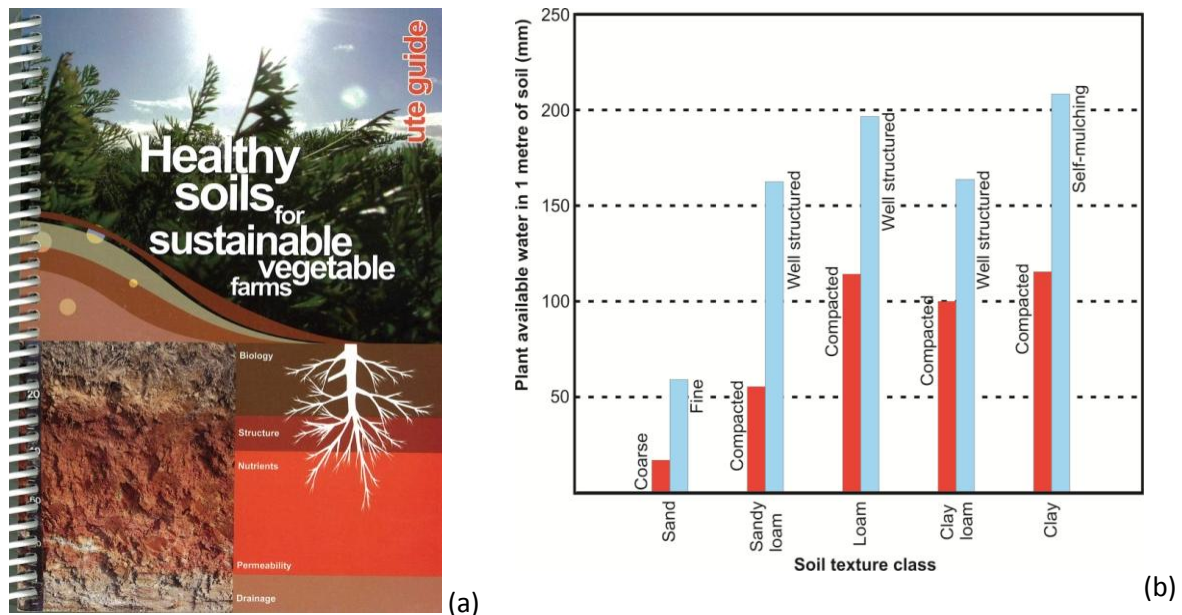 ute guide
Healthy
soils
for
sustainable
vegetable
farms
Biology
Structure
Nutrients
Permeability
Drainage
20
(a)
Plant available water in 1 metre of soil (mm)
250
200
150
100
50
Coarse
Fine
Compacted
Well structured
Compacted
Well structured
Compacted
Well structured
Compacted
Self-mulching
Sand
Sandy
loam
Loam
Clay
loam
Clay
Soil texture class
(b)